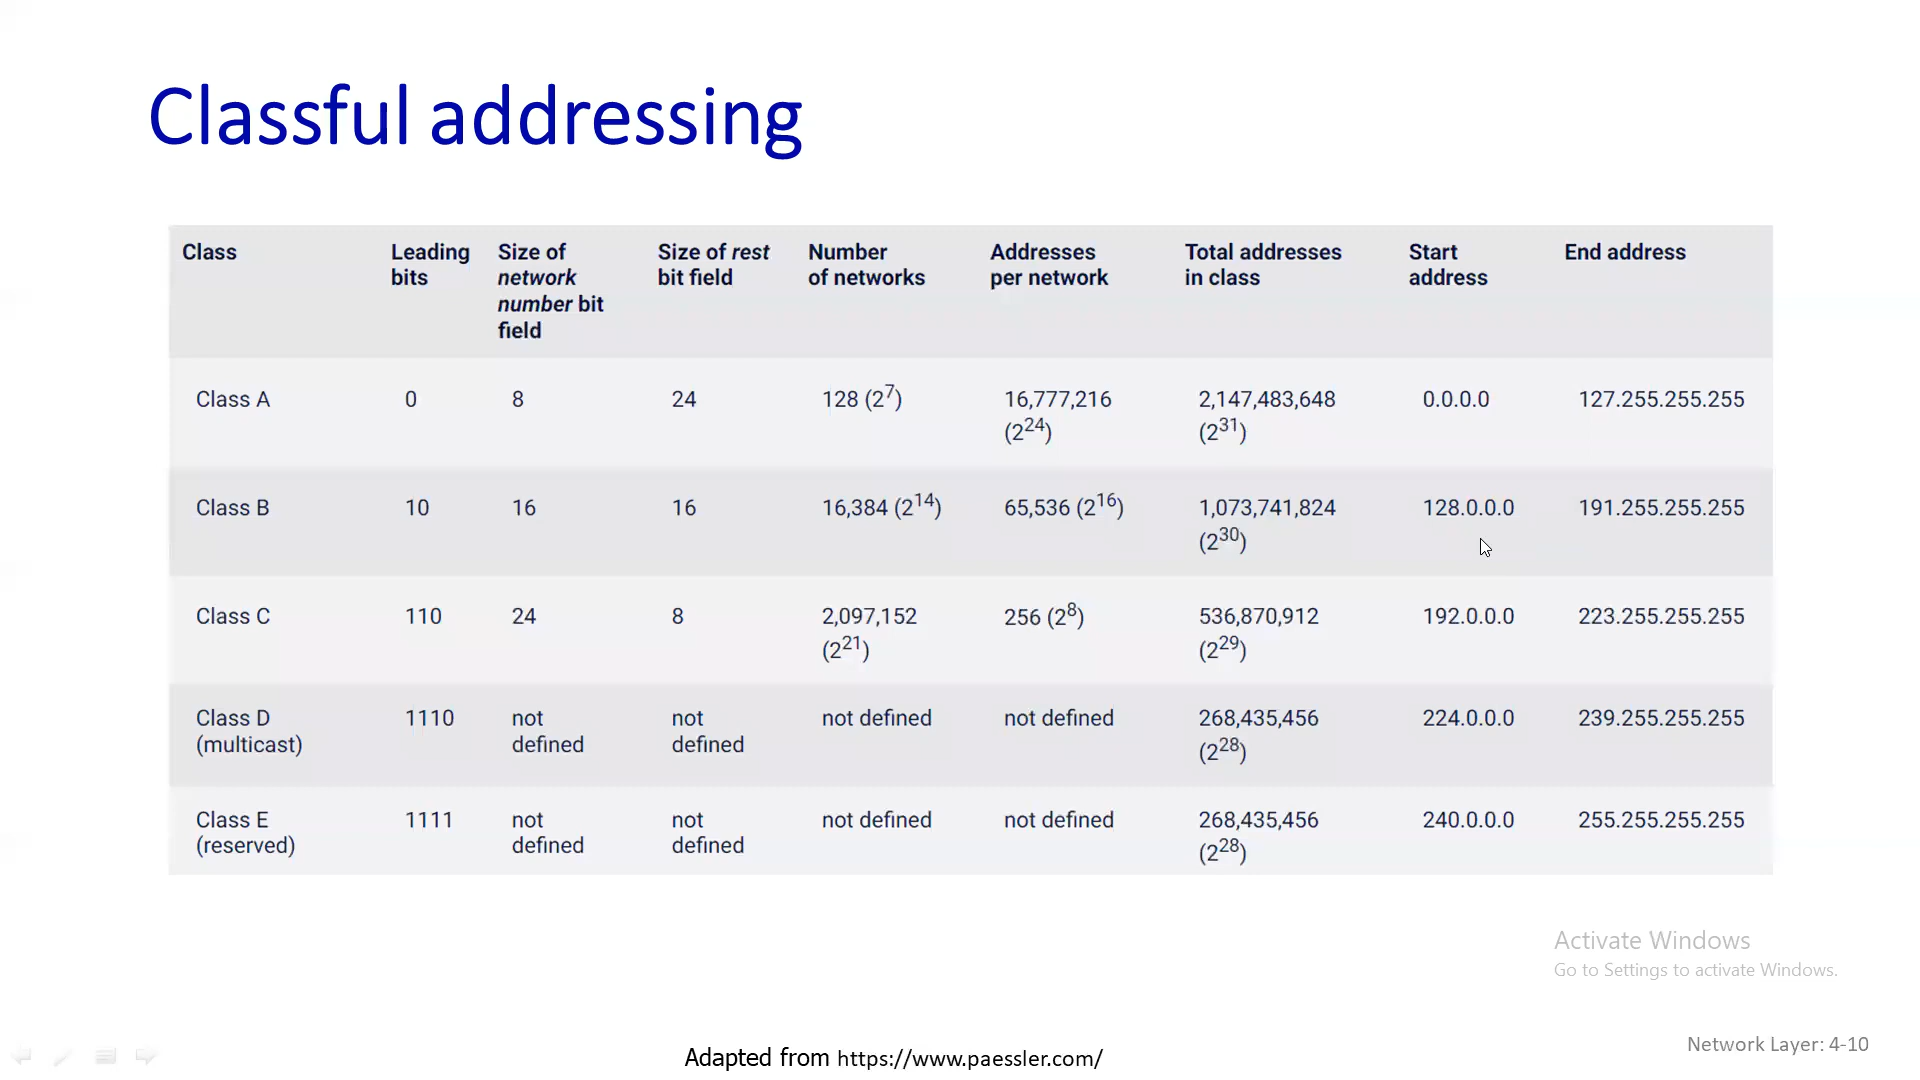 Classful addressing
Class Leading bits Size of network number bit field Size of rest bit field Number of networks Addresses per network Total addresses in class Start address End address
Class A 0 8 24 128 (2^7) 16,777,216 (2^24) 2,147,483,648 (2^31) 0.0.0.0 127.255.255.255
Class B 10 16 16 16,384 (2^14) 65,536 (2^16) 1,073,741,824 (2^30) 128.0.0.0 191.255.255.255
Class C 110 24 8 2,097,152 (2^21) 256 (2^8) 536,870,912 (2^29) 192.0.0.0 223.255.255.255
Class D (multicast) 1110 not defined not defined not defined not defined 268,435,456 (2^28) 224.0.0.0 239.255.255.255
Class E (reserved) 1111 not defined not defined not defined not defined 268,435,456 (2^28) 240.0.0.0 255.255.255.255
Activate Windows
Go to Settings to activate Windows.
Network Layer: 4-10
Adapted from https://www.paessler.com/